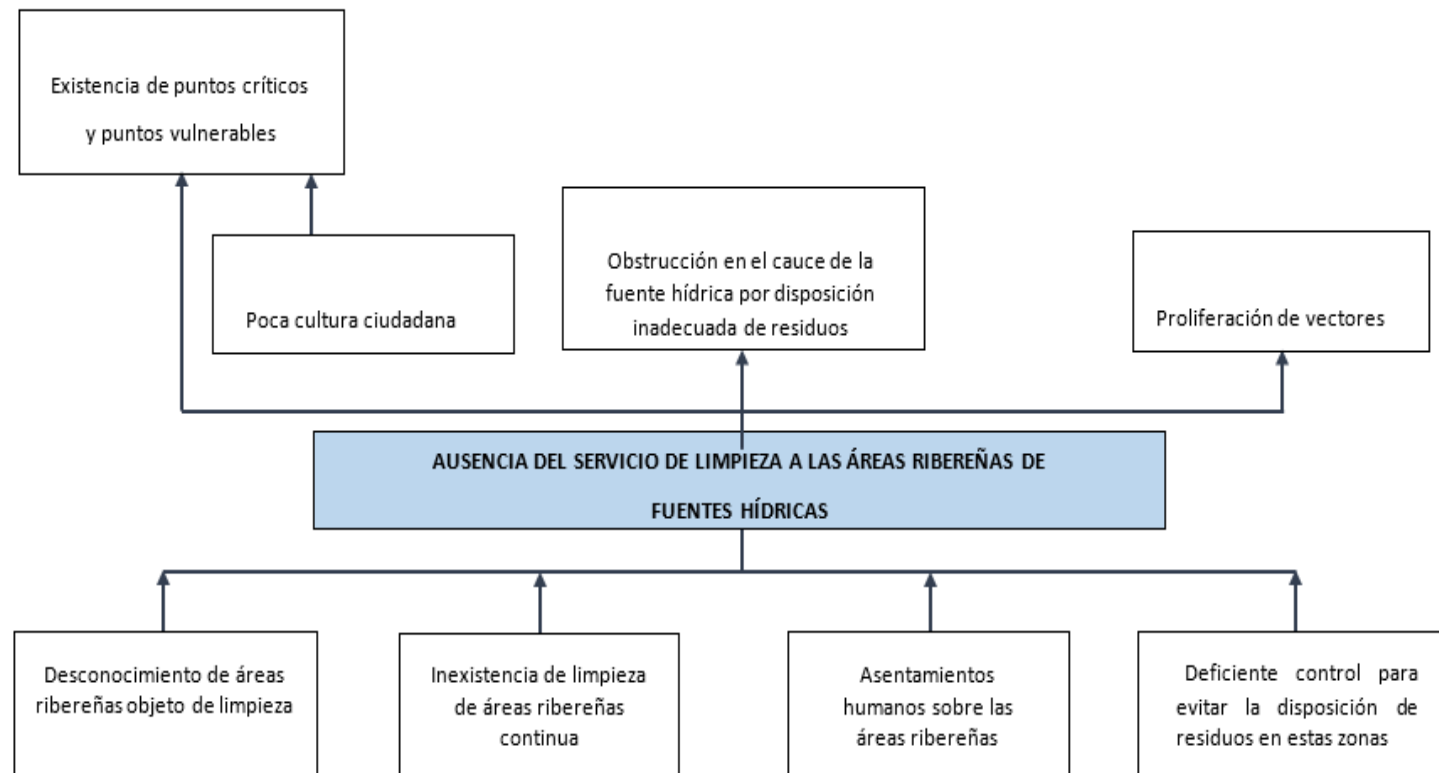 Existencia de puntos críticos
y puntos vulnerables
Poca cultura ciudadana
Obstrucción en el cauce de la
fuente hídrica por disposición
inadecuada de residuos
Proliferación de vectores
AUSENCIA DEL SERVICIO DE LIMPIEZA A LAS ÁREAS RIBEREÑAS DE
FUENTES HÍDRICAS
Desconocimiento de áreas
ribereñas objeto de limpieza
Inexistencia de limpieza
de áreas ribereñas
continua
Asentamientos
humanos sobre las
áreas ribereñas
Deficiente control para
evitar la disposición de
residuos en estas zonas